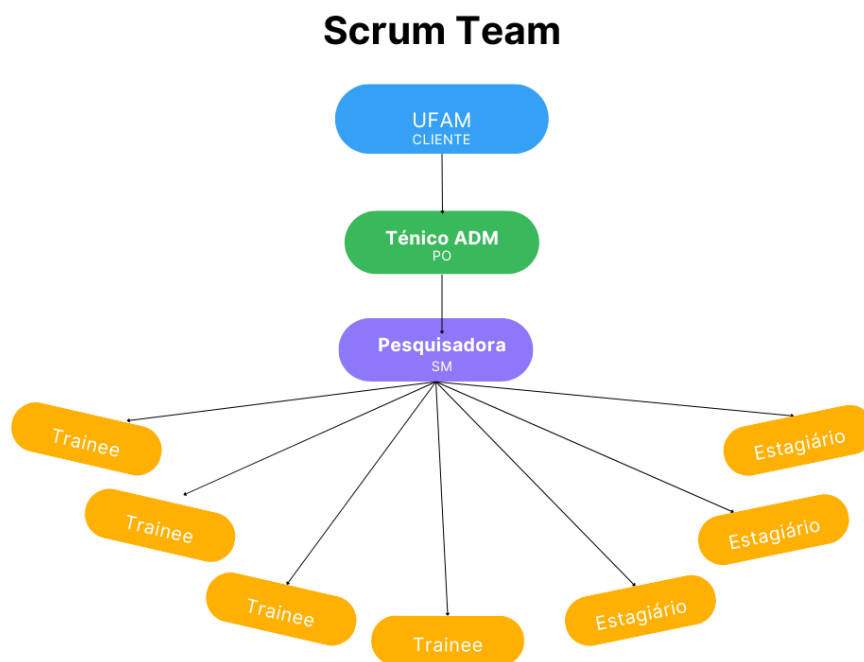 Scrum Team
UFAM
CLIENTE
Ténico ADM
PO
Pesquisadora
SM
Trainee
Trainee
Trainee
Trainee
Estagiário
Estagiário
Estagiário